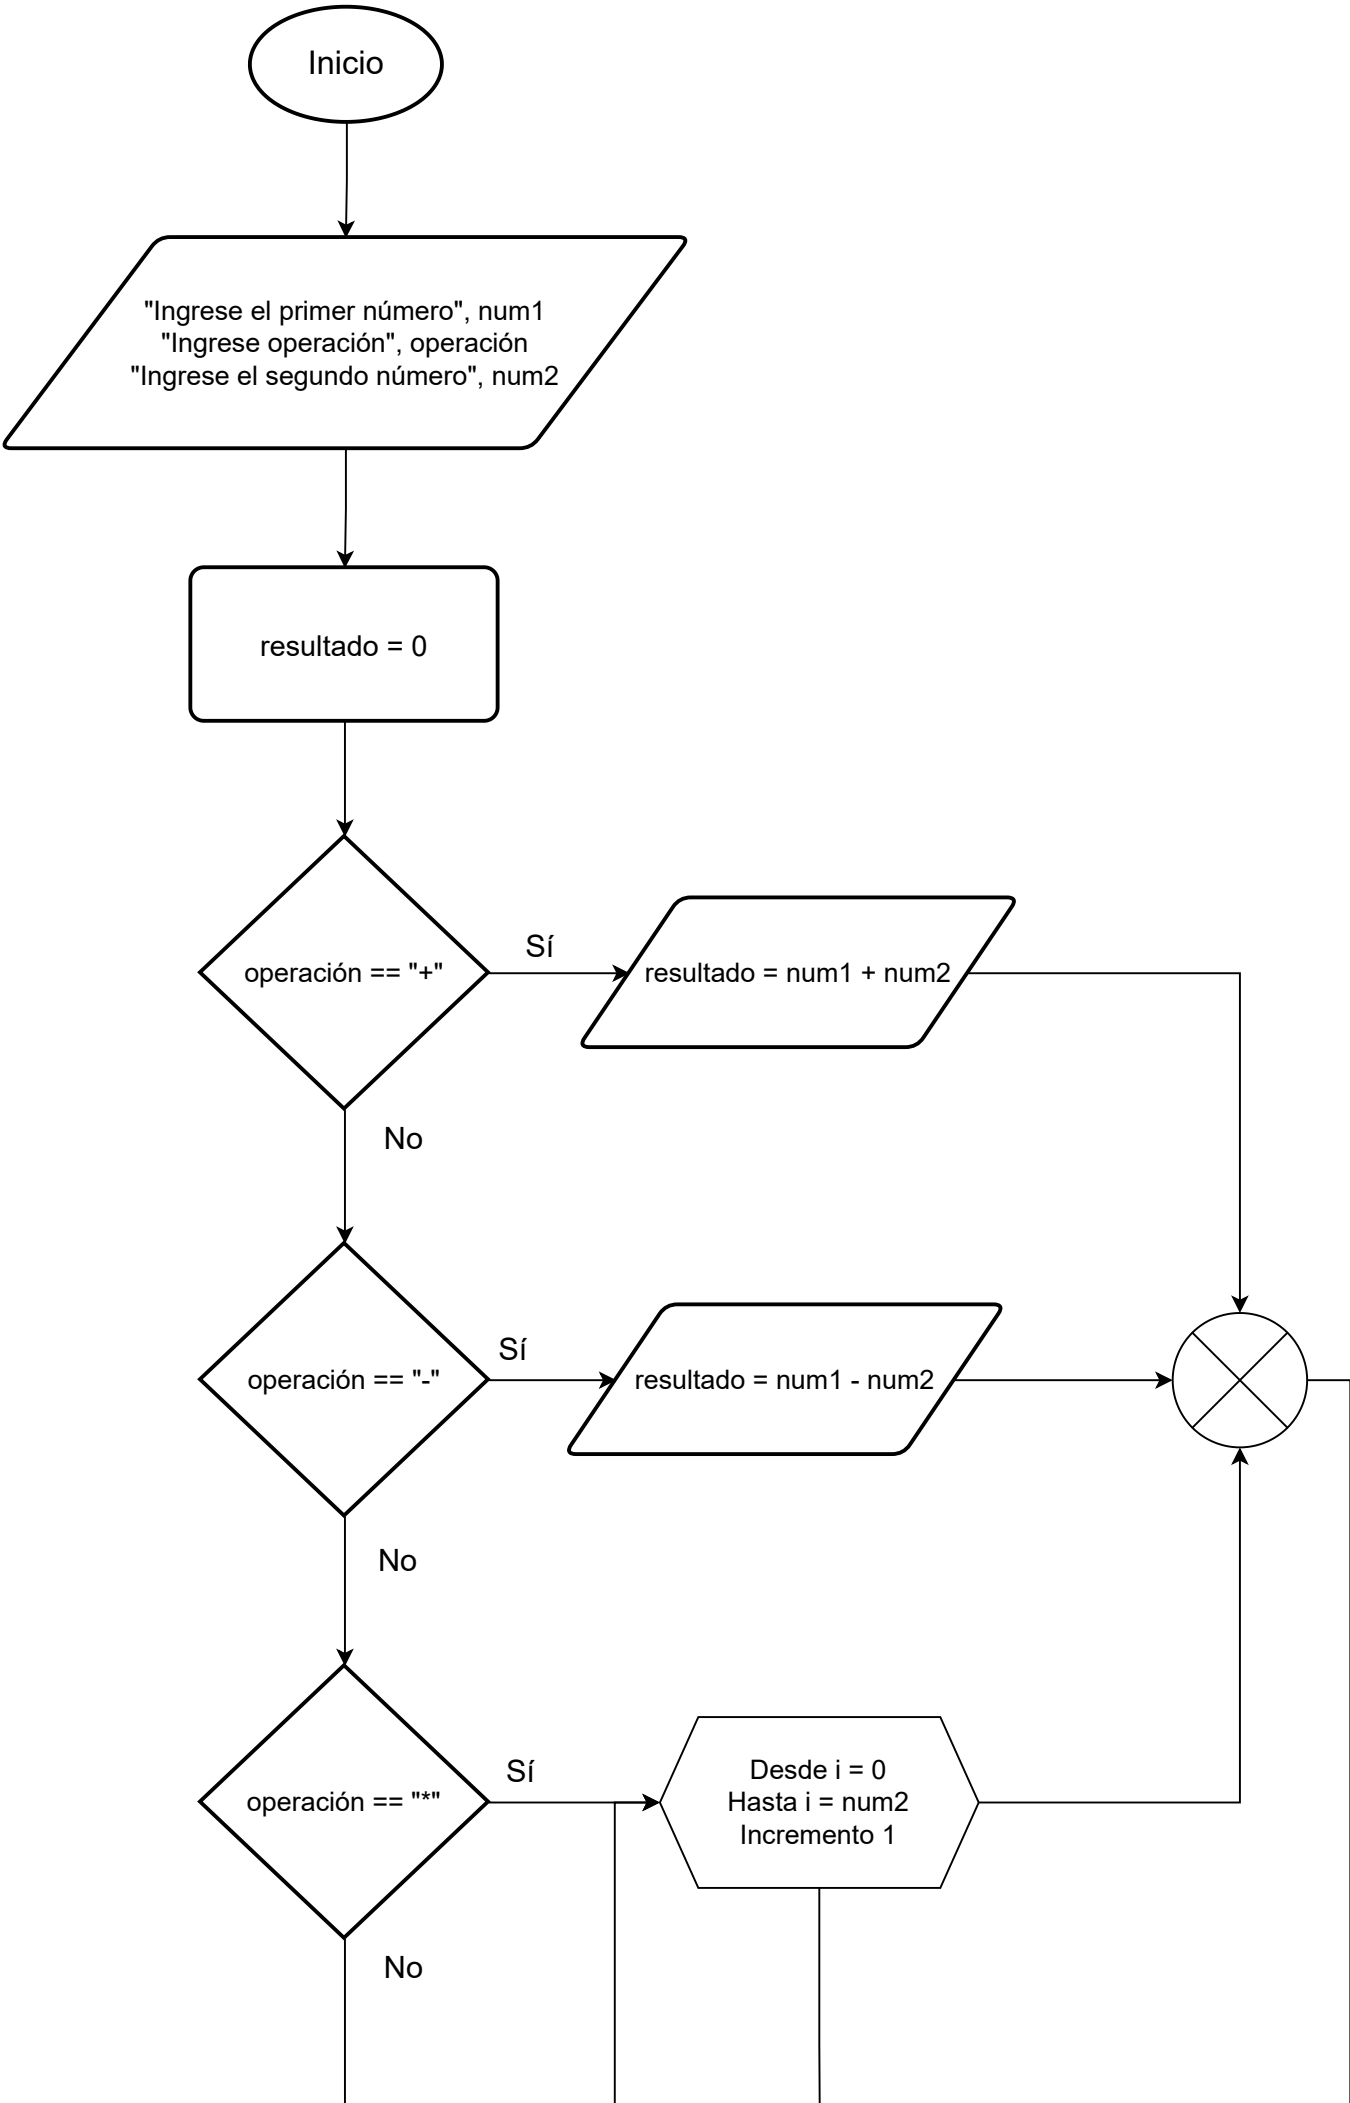 Inicio
"Ingrese el primer número", num1
"Ingrese operación", operación
"Ingrese el segundo número", num2
resultado = 0
operación == "+"
Sí
resultado = num1 + num2
No
operación == "-"
Sí
resultado = num1 - num2
No
operación == "*"
Sí
Desde i = 0
Hasta i = num2
Incremento 1
No